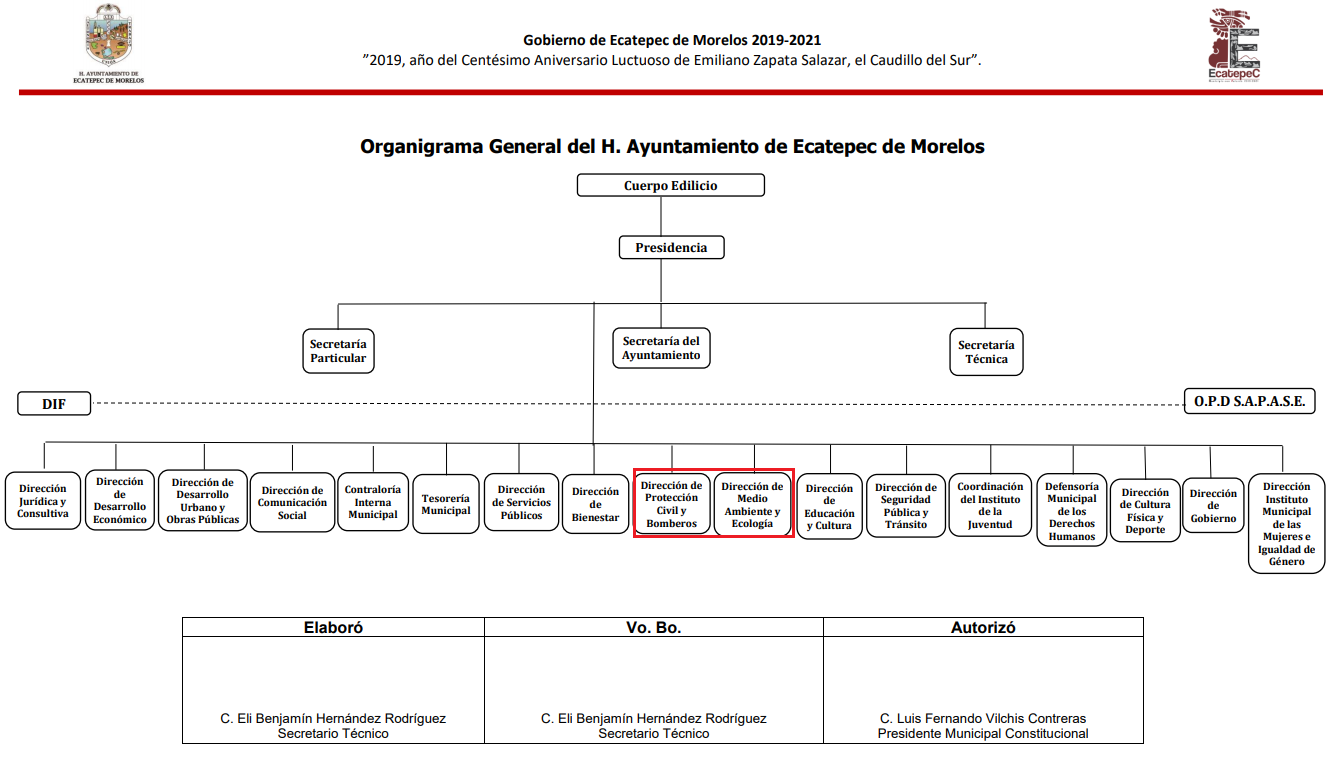 H. AYUNTAMIENTO DE
ECATEPEC DE MORELOS
Gobierno de Ecatepec de Morelos 2019-2021
”2019, año del Centésimo Aniversario Luctuoso de Emiliano Zapata Salazar, el Caudillo del Sur”.
EcatepeC
Organigrama General del H. Ayuntamiento de Ecatepec de Morelos
Cuerpo Edilicio
Presidencia
Secretaría
Particular
Secretaría del
Ayuntamiento
Secretaría
Técnica
DIF
O.P.D S.A.P.A.S.E.
Dirección
Jurídica y
Consultiva
Dirección
de
Desarrollo
Económico
Dirección de
Desarrollo
Urbano y
Obras Públicas
Dirección de
Comunicación
Social
Contraloría
Interna
Municipal
Tesorería
Municipal
Dirección
de Servicios
Públicos
Dirección
de
Bienestar
Dirección de
Protección
Civil y
Bomberos
Dirección de
Medio
Ambiente y
Ecología
Dirección
de
Educación
y Cultura
Dirección de
Seguridad
Pública y
Tránsito
Coordinación
del Instituto
de la
Juventud
Defensoría
Municipal
de los
Derechos
Humanos
Dirección
de Cultura
Física y
Deporte
Dirección
de
Gobierno
Dirección
Instituto
Municipal
de las
Mujeres e
Igualdad de
Género
Elaboró
Vo. Bo.
Autorizó
C. Eli Benjamín Hernández Rodríguez
Secretario Técnico
C. Eli Benjamín Hernández Rodríguez
Secretario Técnico
C. Luis Fernando Vilchis Contreras
Presidente Municipal Constitucional